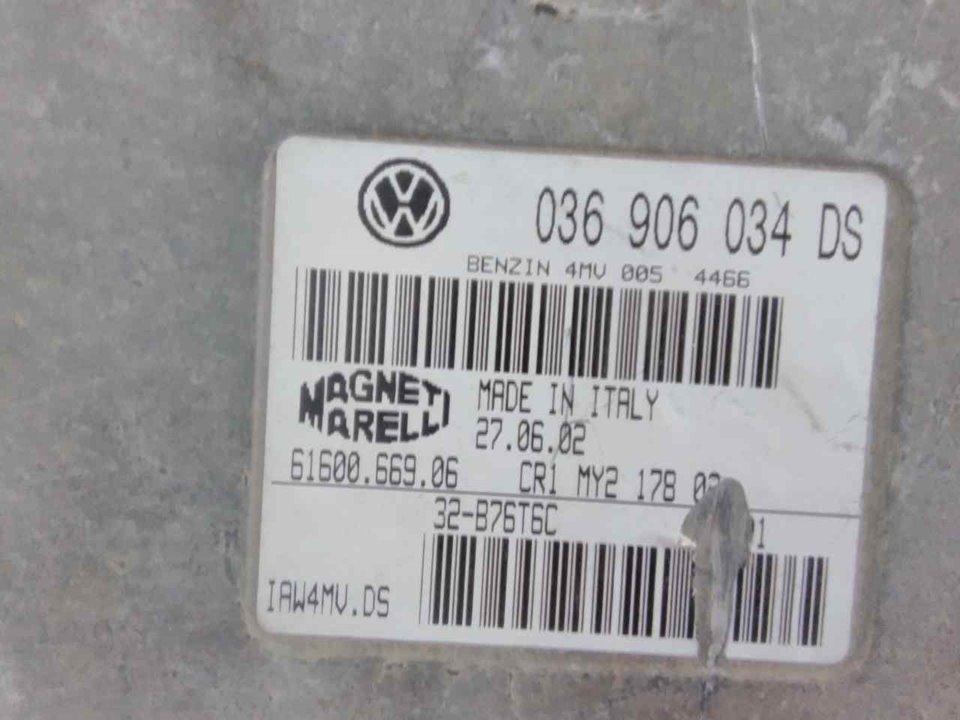 036 906 034 DS
BENZIN 4MV 005 4466
MAGNETI MARELLI
MADE IN ITALY
27.06.02
61600.669.06 CR1 MY2 178
32-B76T6C
IAW4MV.DS